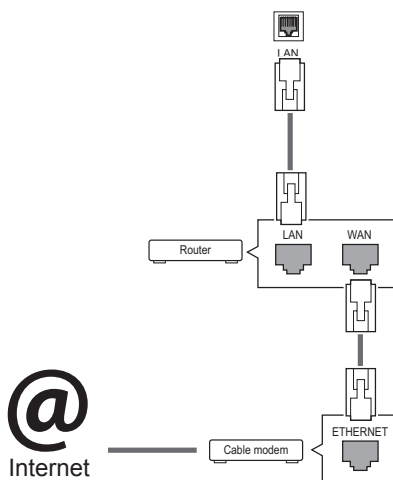 LAN
LAN
WAN
Router
ETHERNET
@
Cable modem
Internet